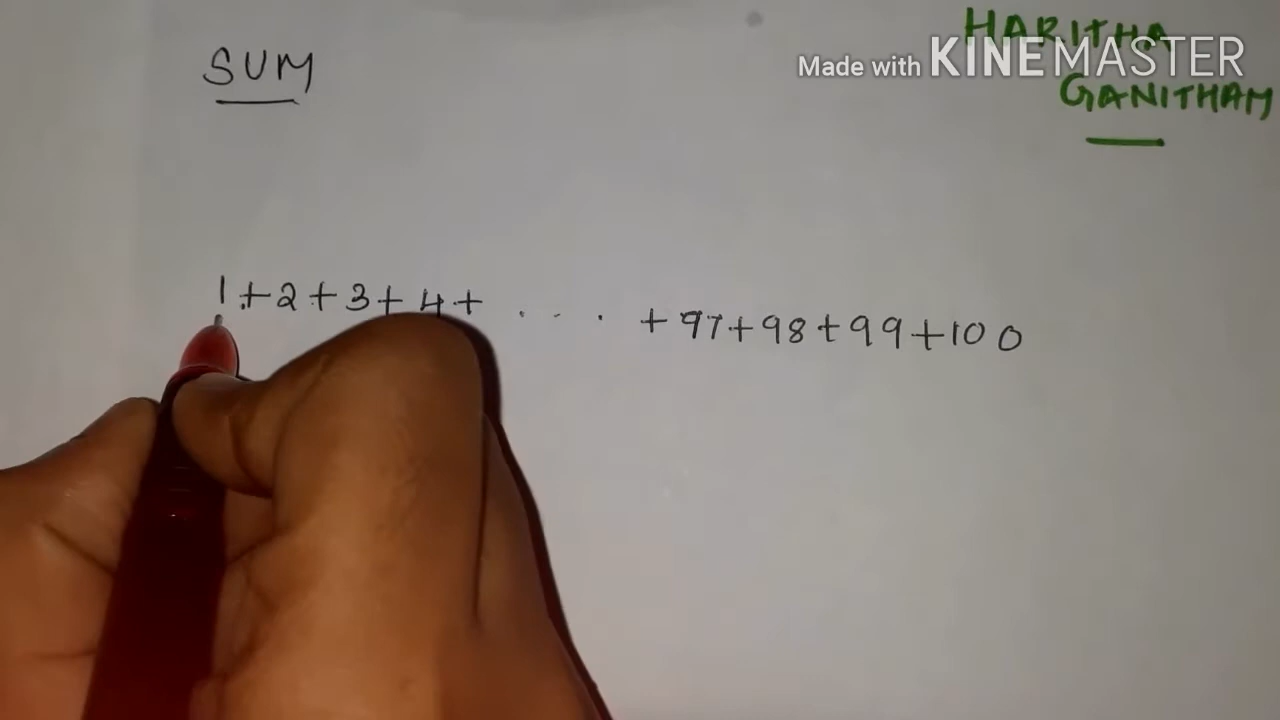 SUM
HARITHA
Made with KINEMASTER
GANITHAM
1+2+3+4+ .... +97+98+99+100